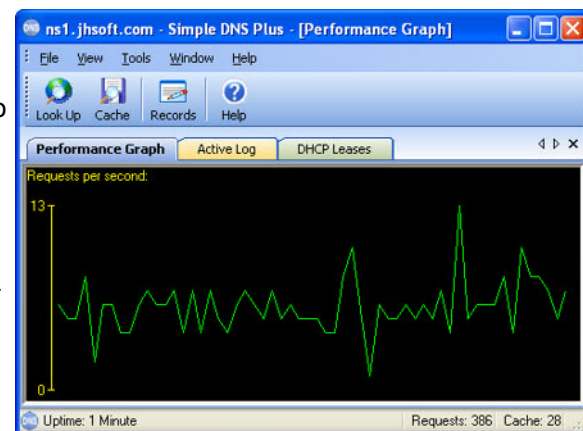 ns1.jhsoft.com - Simple DNS Plus - [Performance Graph]
File View Tools Window Help
Look Up Cache Records Help
Performance Graph Active Log DHCP Leases
Requests per second:
13
0
Uptime: 1 Minute Requests: 386 Cache: 28